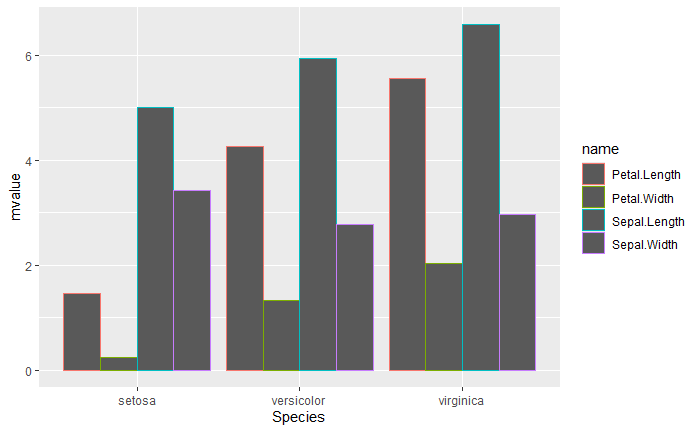 6
4
2
0
mvalue
setosa
versicolor
virginica
Species
name
Petal.Length
Petal.Width
Sepal.Length
Sepal.Width